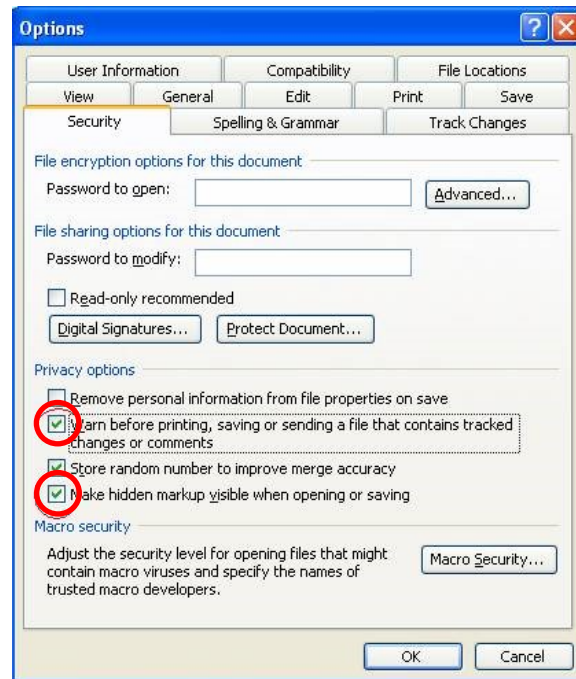 Options
User Information Compatibility File Locations
View General Edit Print Save
Security Spelling & Grammar Track Changes
File encryption options for this document
Password to open:
Advanced...
File sharing options for this document
Password to modify:
Read-only recommended
Digital Signatures... Protect Document...
Privacy options
Remove personal information from file properties on save
Warn before printing, saving or sending a file that contains tracked
changes or comments
Store random number to improve merge accuracy
Make hidden markup visible when opening or saving
Macro security
Adjust the security level for opening files that might
contain macro viruses and specify the names of
trusted macro developers.
Macro Security...
OK Cancel